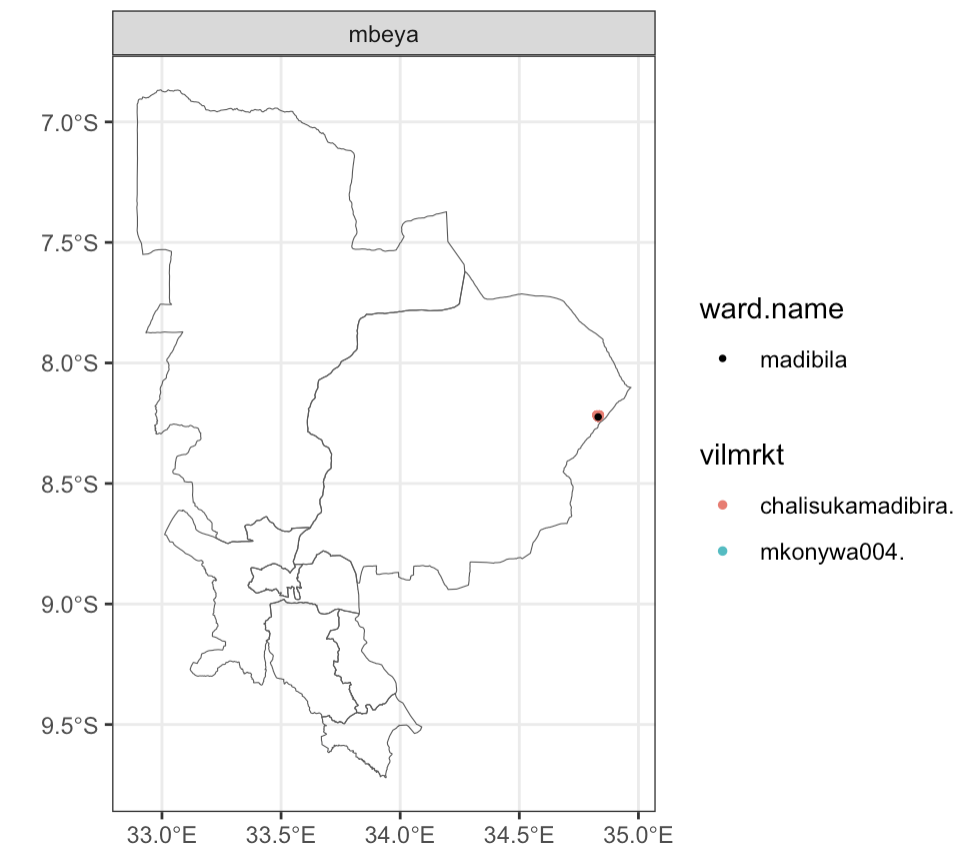 mbeya
7.0°S
7.5°S
8.0°S
8.5°S
9.0°S
9.5°S
33.0°E 33.5°E 34.0°E 34.5°E 35.0°E
ward.name
madibila
vilmrkt
chalisukamadibira.
mkonywa004.